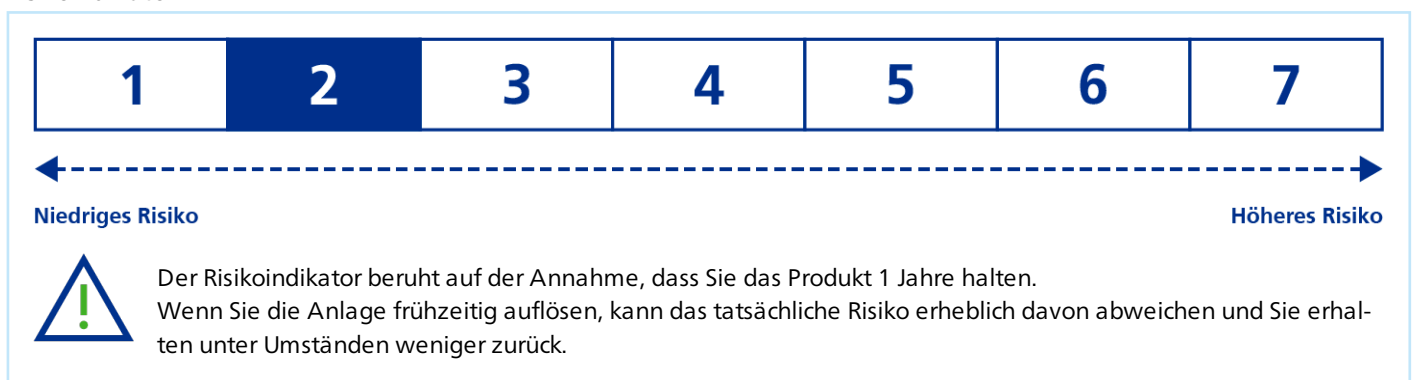 1 2 3 4 5 6 7
Niedriges Risiko Höheres Risiko
Der Risikoindikator beruht auf der Annahme, dass Sie das Produkt 1 Jahre halten.
Wenn Sie die Anlage frühzeitig auflösen, kann das tatsächliche Risiko erheblich davon abweichen und Sie erhal-
ten unter Umständen weniger zurück.